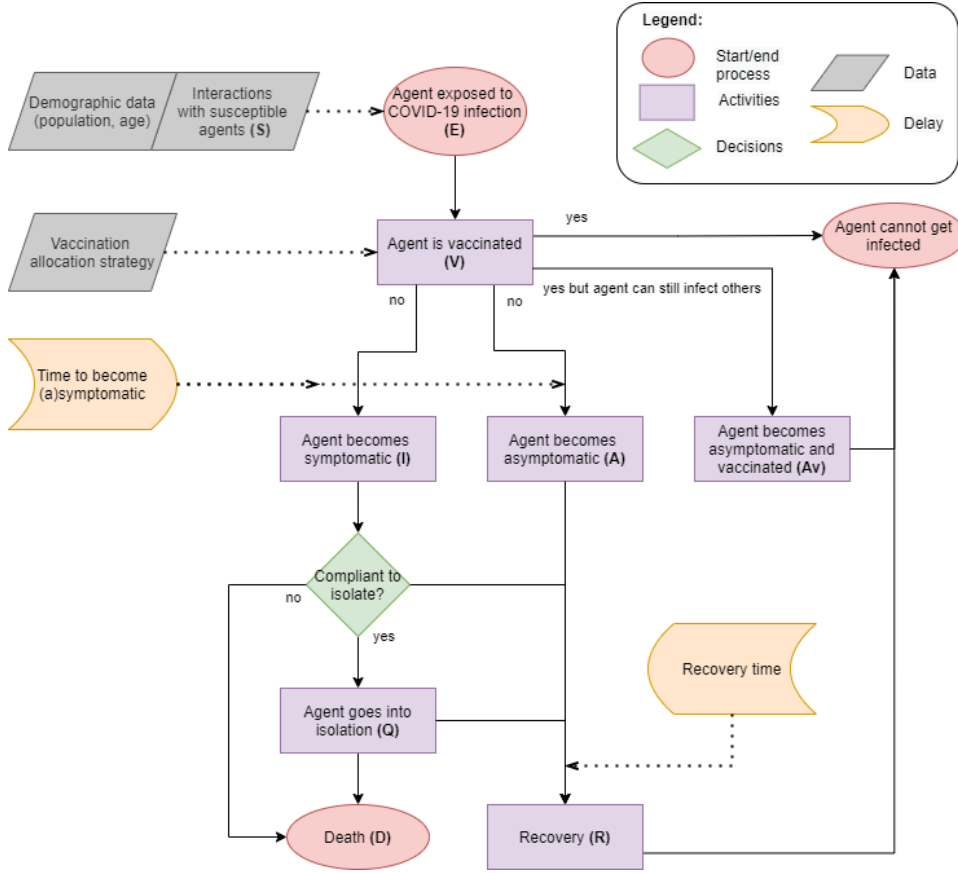 Legend:
Start/end
process
Activities
Decisions
Data
Delay
Demographic data
(population, age)
Interactions
with susceptible
agents (S)
Agent exposed to
COVID-19 infection
(E)
Vaccination
allocation strategy
Agent is vaccinated
(V)
yes
Agent cannot get
infected
yes but agent can still infect others
no
no
Time to become
(a)symptomatic
Agent becomes
symptomatic (I)
Agent becomes
asymptomatic (A)
Agent becomes
asymptomatic and
vaccinated (Av)
Compliant to
isolate?
no
yes
Recovery time
Agent goes into
isolation (Q)
Death (D)
Recovery (R)